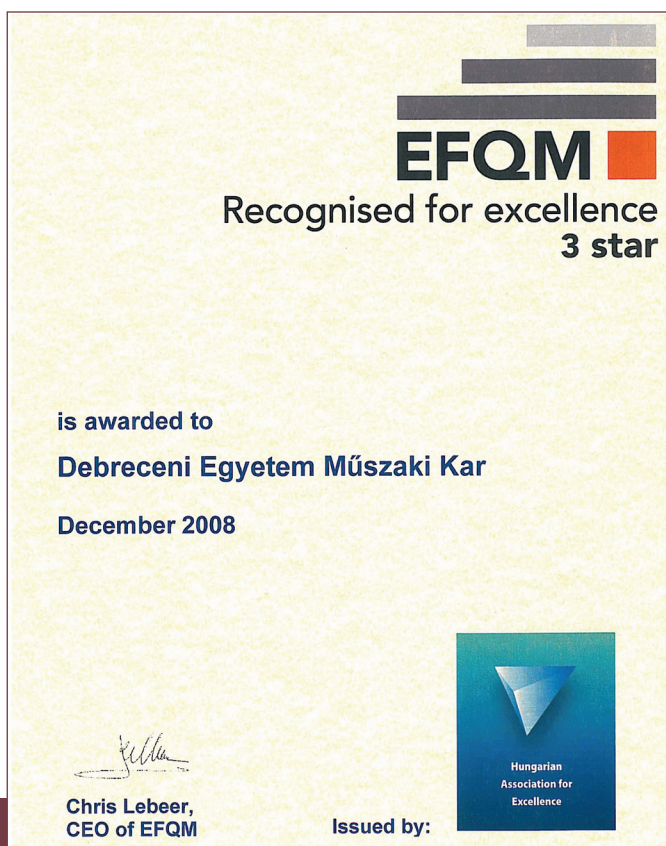 EFQM
Recognised for excellence
3 star
is awarded to
Debreceni Egyetem Műszaki Kar
December 2008
Chris Lebeer,
CEO of EFQM
Issued by:
Hungarian
Association for
Excellence